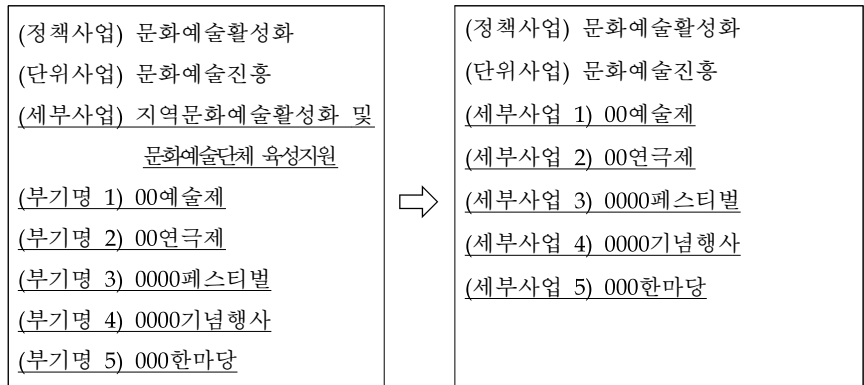 (정책사업) 문화예술활성화
(단위사업) 문화예술진흥
(세부사업) 지역문화예술활성화 및
문화예술단체 육성지원
(부기명 1) 00예술제
(부기명 2) 00연극제
(부기명 3) 0000페스티벌
(부기명 4) 0000기념행사
(부기명 5) 000한마당
(정책사업) 문화예술활성화
(단위사업) 문화예술진흥
(세부사업 1) 00예술제
(세부사업 2) 00연극제
(세부사업 3) 0000페스티벌
(세부사업 4) 0000기념행사
(세부사업 5) 000한마당